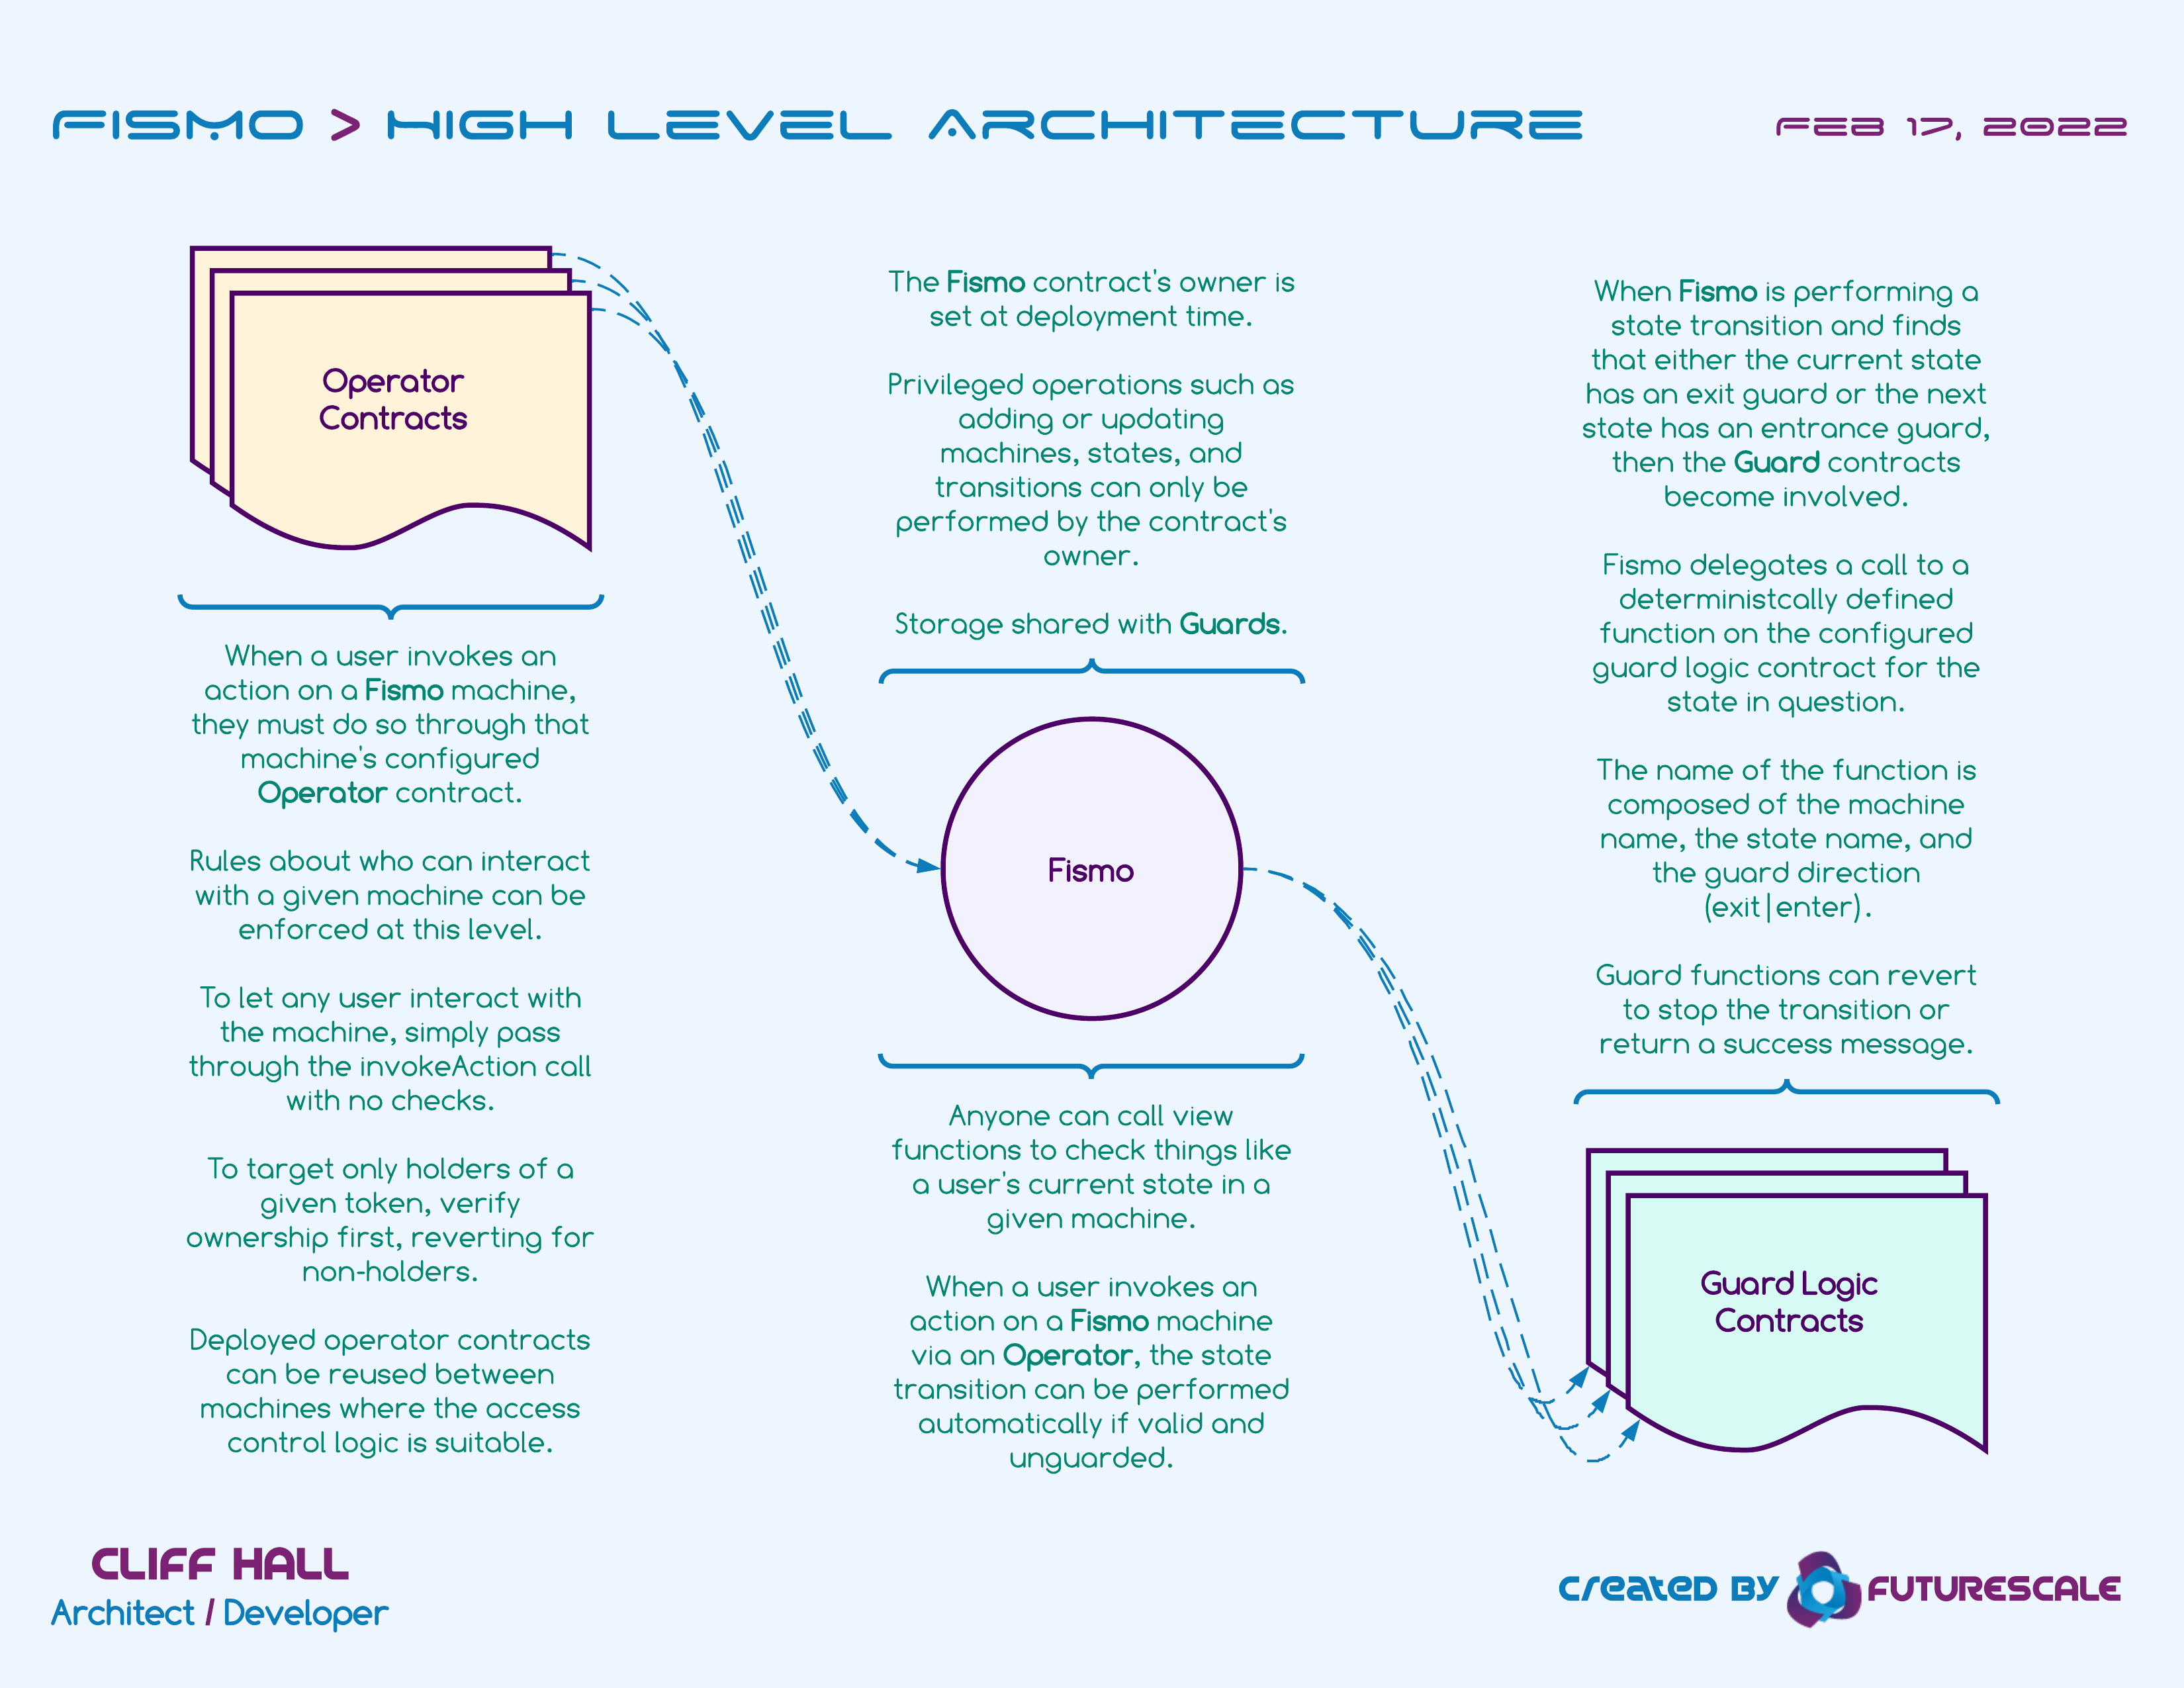 FISMO > HIGH LEVEL ARCHITECTURE
FEB 17, 2022
Operator
Contracts
When a user invokes an
action on a Fismo machine,
they must do so through that
machine's configured
Operator contract.
Rules about who can interact
with a given machine can be
enforced at this level.
To let any user interact with
the machine, simply pass
through the invokeAction call
with no checks.
To target only holders of a
given token, verify
ownership first, reverting for
non-holders.
Deployed operator contracts
can be reused between
machines where the access
control logic is suitable.
The Fismo contract's owner is
set at deployment time.
Privileged operations such as
adding or updating
machines, states, and
transitions can only be
performed by the contract's
owner.
Storage shared with Guards.
Fismo
Anyone can call view
functions to check things like
a user's current state in a
given machine.
When a user invokes an
action on a Fismo machine
via an Operator, the state
transition can be performed
automatically if valid and
unguarded.
When Fismo is performing a
state transition and finds
that either the current state
has an exit guard or the next
state has an entrance guard,
then the Guard contracts
become involved.
Fismo delegates a call to a
deterministcally defined
function on the configured
guard logic contract for the
state in question.
The name of the function is
composed of the machine
name, the state name, and
the guard direction
(exit|enter).
Guard functions can revert
to stop the transition or
return a success message.
Guard Logic
Contracts
CLIFF HALL
Architect / Developer
CREATED BY FUTURESCALE